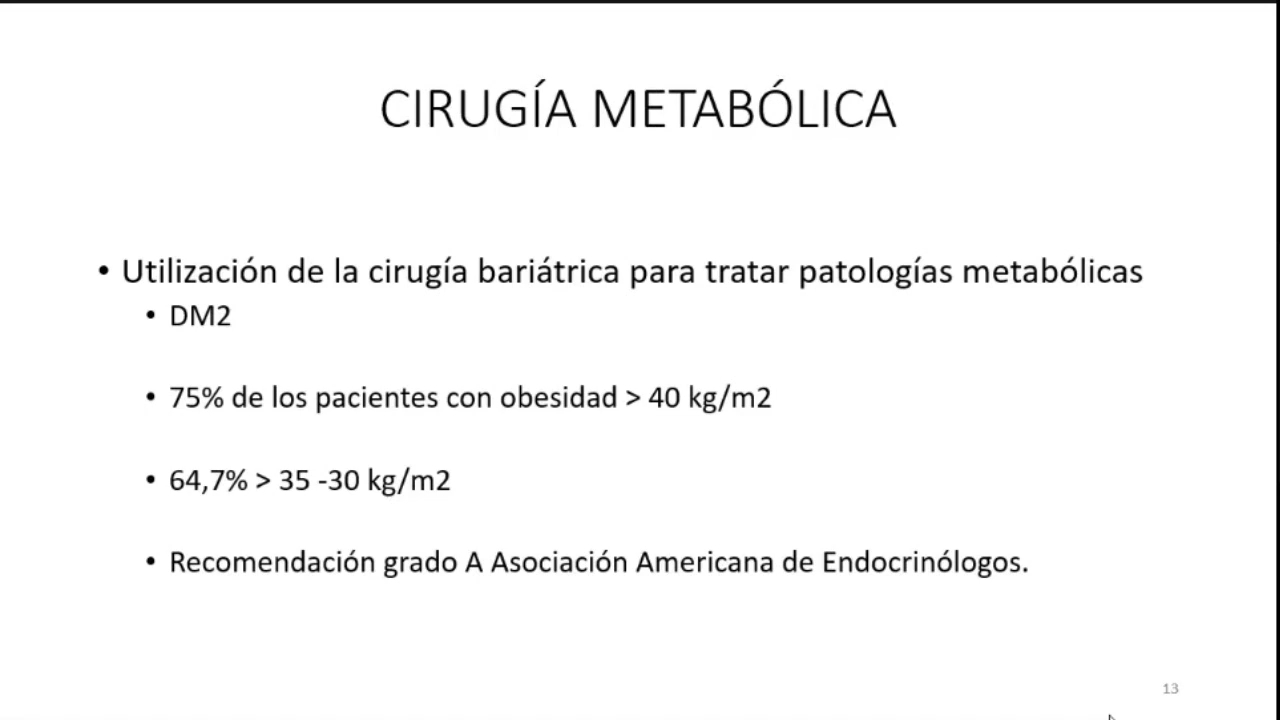 CIRUGÍA METABÓLICA
• Utilización de la cirugía bariátrica para tratar patologías metabólicas
• DM2
• 75% de los pacientes con obesidad > 40 kg/m2
• 64,7% > 35 -30 kg/m2
• Recomendación grado A Asociación Americana de Endocrinólogos.
13